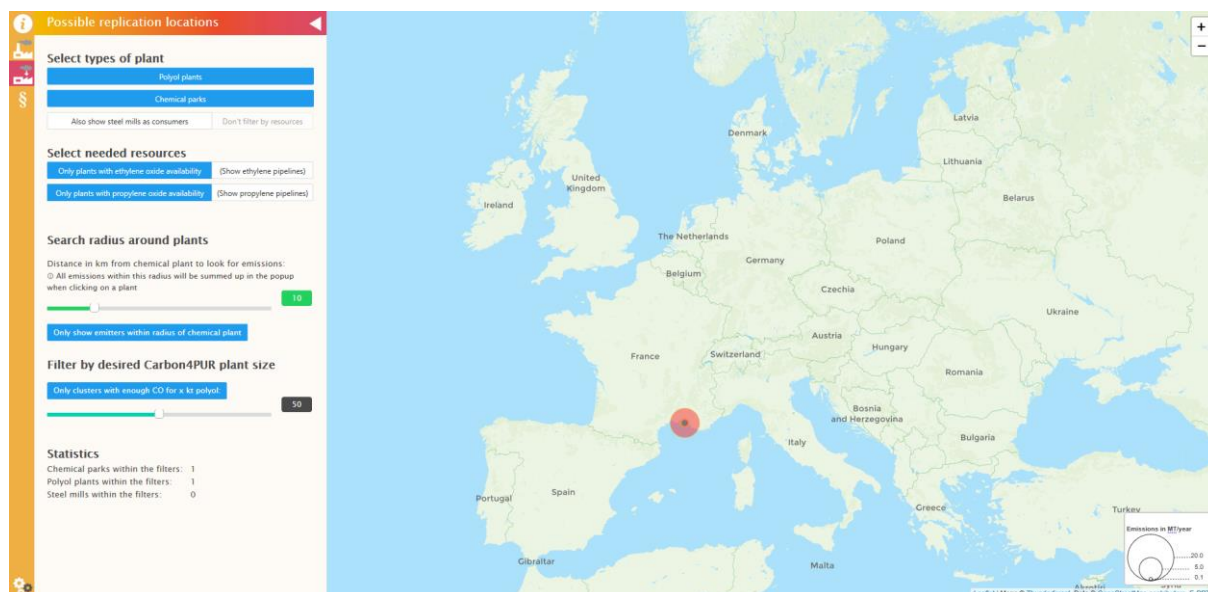 Possible replication locations
Select types of plant
Polyol plants
Chemical parks
Also show steel mills as consumers
Don't filter by resources
Select needed resources
Only plants with ethylene oxide availability
(Show ethylene pipelines)
Only plants with propylene oxide availability
(Show propylene pipelines)
Search radius around plants
Distance in km from chemical plant to look for emissions:
All emissions within this radius will be summed up in the popup
when clicking on a plant
10
Only show emitters within radius of chemical plant
Filter by desired Carbon4PUR plant size
Only clusters with enough CO for x kt polyol:
50
Statistics
Chemical parks within the filters: 1
Polyol plants within the filters: 1
Steel mills within the filters: 0
§
+
−
Latvia
Denmark
Lithuania
United
Kingdom
Belarus
Ireland
The Netherlands
Poland
Germany
Belgium
Czechia
Ukraine
Austria
France
Switzerland
Hungary
Romania
Bosnia
and Herzegovina
Italy
Bulgaria
Portugal
Spain
Greece
Turkey
Gibraltar
Malta
Emissions in MT/year
20.0
5.0
0.1